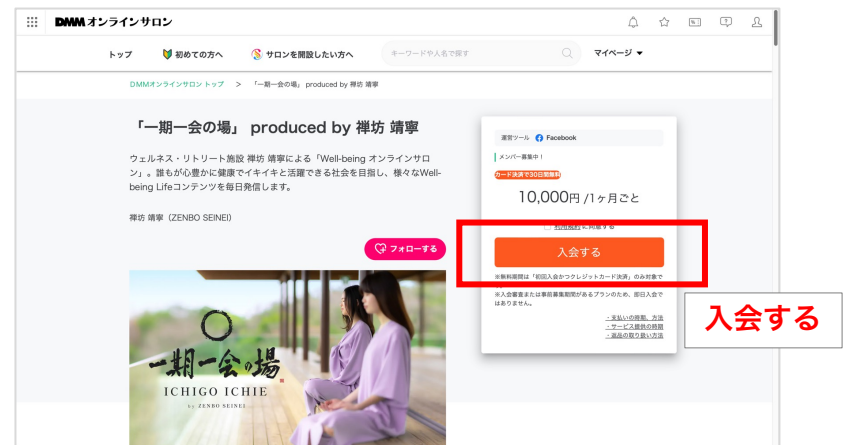 DMMオンラインサロン
トップ
初めての方へ
サロンを開設したい方へ
キーワードや人名で探す
マイページ ▼
DMMオンラインサロン トップ > 「一期一会の場」 produced by 禅坊 靖寧
「一期一会の場」 produced by 禅坊 靖寧
ウェルネス・リトリート施設 禅坊 靖寧による「Well-being オンラインサロ
ン」。誰もが心豊かに健康でイキイキと活躍できる社会を目指し、様々なWell-
being Lifeコンテンツを毎日発信します。
禅坊 靖寧（ZENBO SEINEI）
フォローする
一期一会の場
ICHIGO ICHIE
by ZENBO SEINEI
運営ツール Facebook
メンバー募集中！
カード決済で30日間無料
10,000円 /1ヶ月ごと
利用規約 に同意する
入会する
※無料期間は「初回入会かつクレジットカード決済」のみ対象で
※入会審査または事前募集期間があるプランのため、即日入会で
はありません。
- 支払いの時期、方法
- サービス提供の時期
- 返品の取り扱い方法
入会する